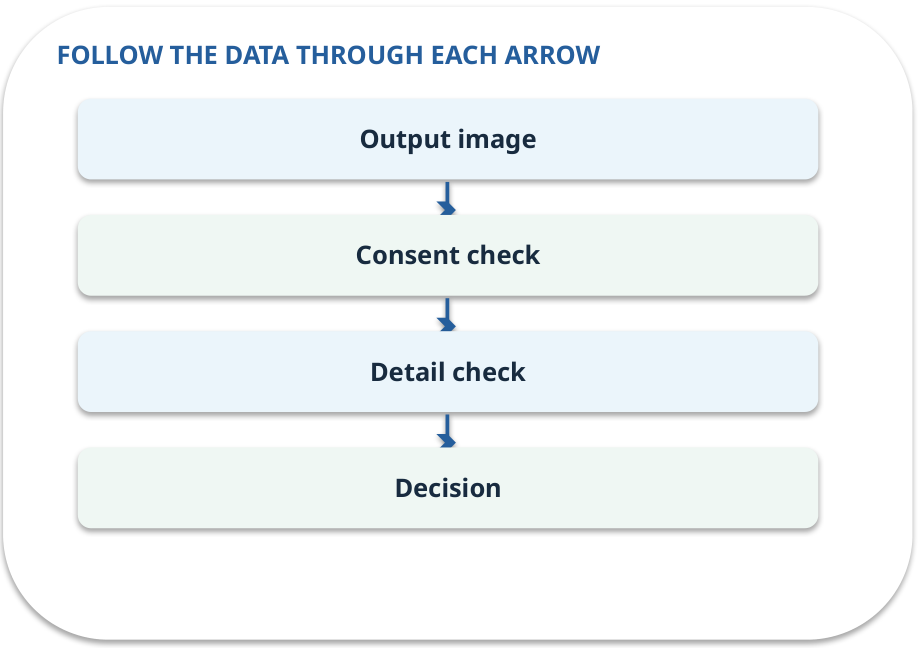 FOLLOW THE DATA THROUGH EACH ARROW
Output image
Consent check
Detail check
Decision